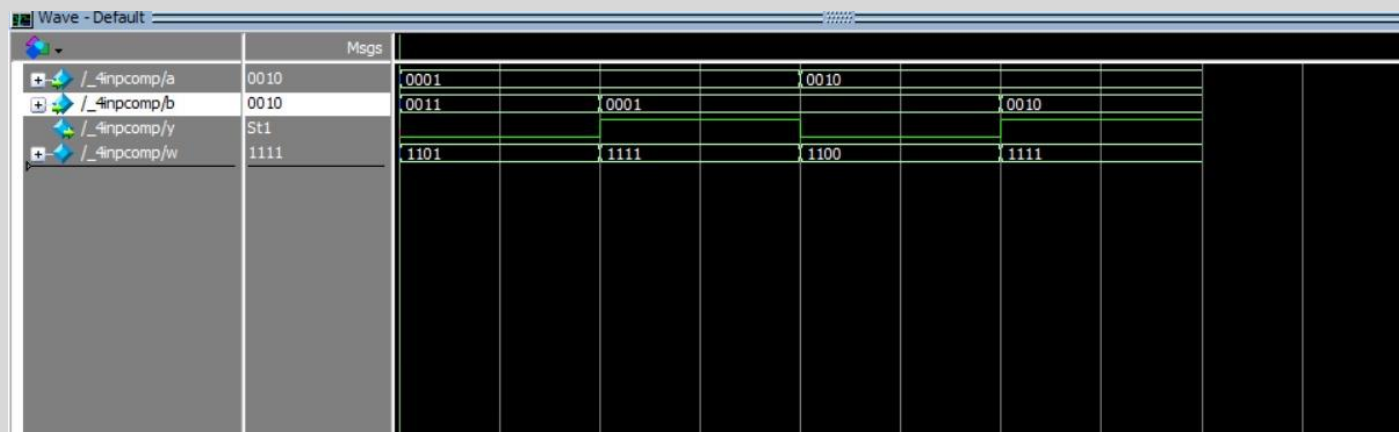 Wave - Default
Msgs
/_4inpcomp/a 0010 0001 0010
/_4inpcomp/b 0010 0011 0001 0010
/_4inpcomp/y St1
/_4inpcomp/w 1111 1101 1111 1100 1111